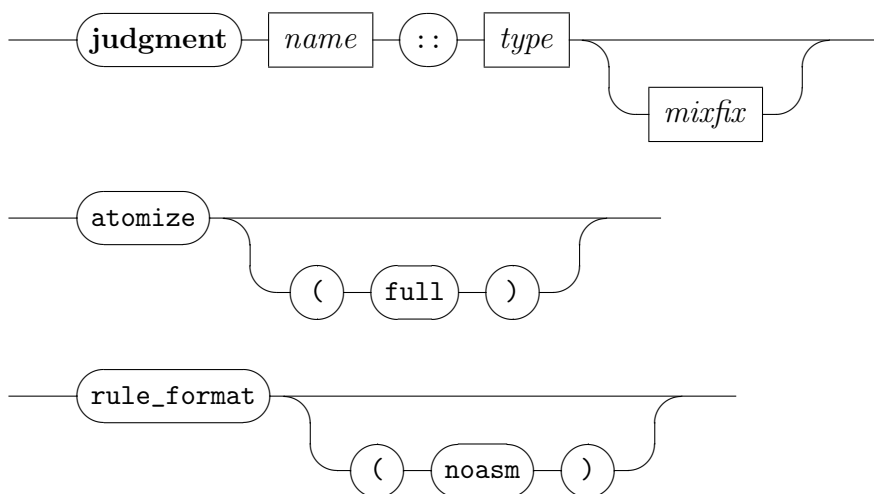 judgment name :: type
mixfix
atomize
( full )
rule_format
( noasm )